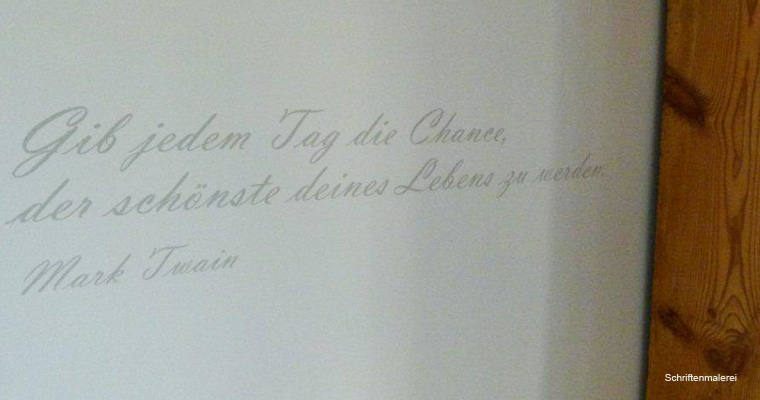 Gib jedem Tag die Chance,
der schönste deines Lebens zu werden.
Mark Twain
Schriftenmalerei